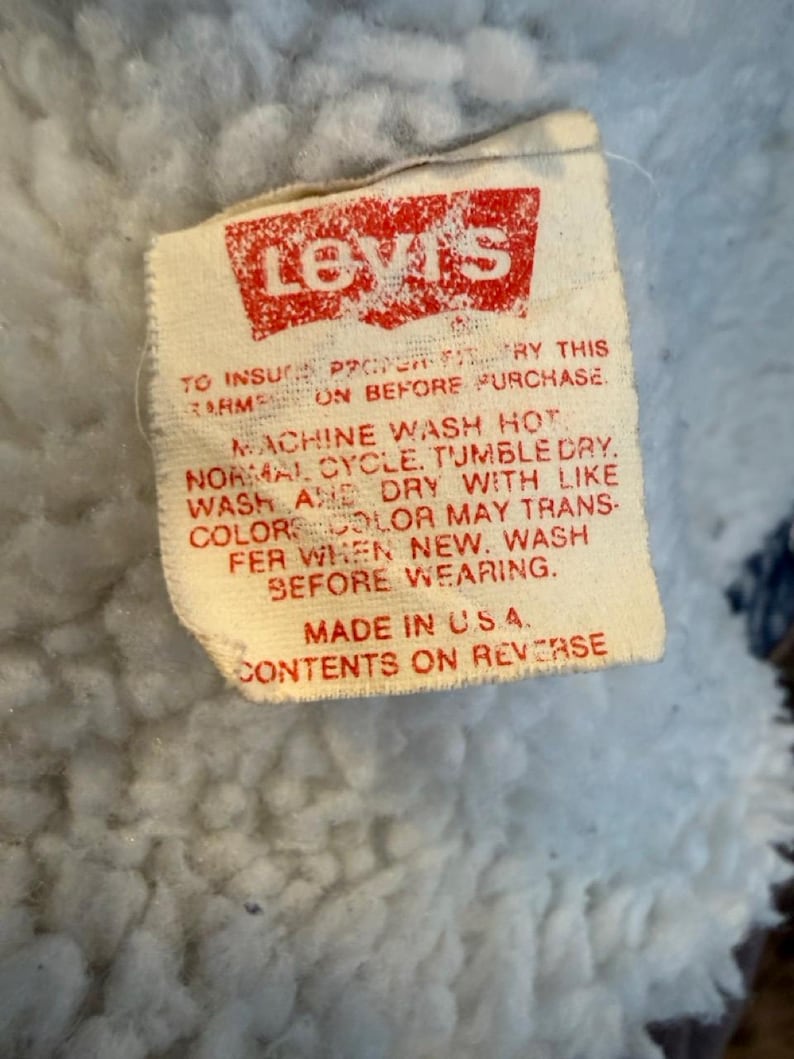 LEVI'S
TO INSURE PROPER FIT TRY THIS
GARMENT ON BEFORE PURCHASE.
MACHINE WASH HOT.
NORMAL CYCLE. TUMBLE DRY.
WASH AND DRY WITH LIKE
COLORS. COLOR MAY TRANS-
FER WHEN NEW. WASH
BEFORE WEARING.
MADE IN U.S.A.
CONTENTS ON REVERSE